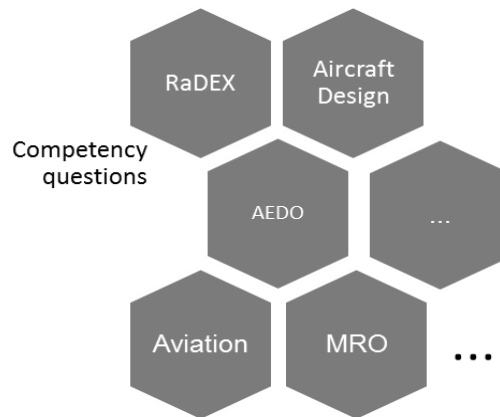 RaDEX
Aircraft
Design
Competency
questions
AEDO
...
Aviation
MRO
...